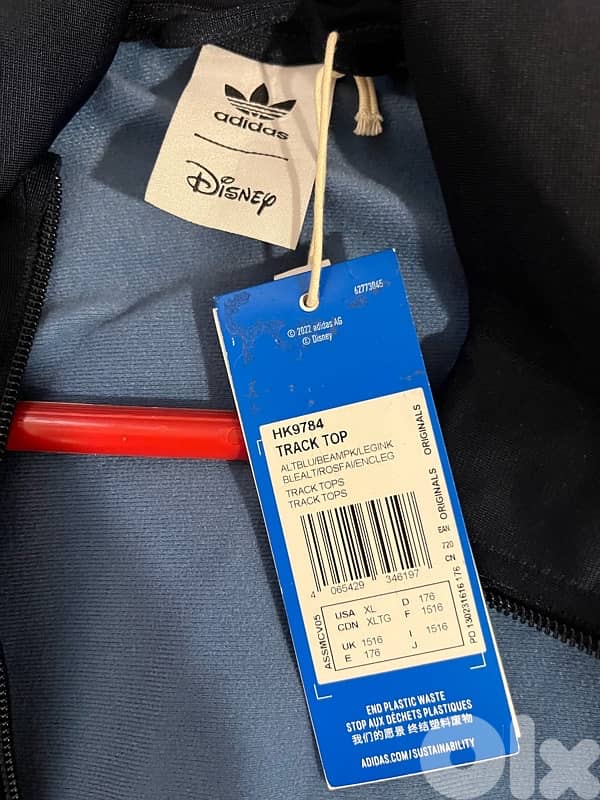 adidas
Disney
62773045
© 2022 adidas AG
© Disney
HK9784
TRACK TOP
ALTBLU/BEAMPK/LEGINK
BLEALT/ROSFAI/ENCLEG
TRACK TOPS
TRACK TOPS
ORIGINALS
ORIGINALS
EAN
720
CN
4 065429 346197
176
PO 130231616
ASSMCV05
USA XL D 176
CDN XLTG F 1516
UK 1516 I 1516
E 176 J
END PLASTIC WASTE
STOP AUX DÉCHETS PLASTIQUES
我们的愿景 终结塑料废物
ADIDAS.COM/SUSTAINABILITY
olx